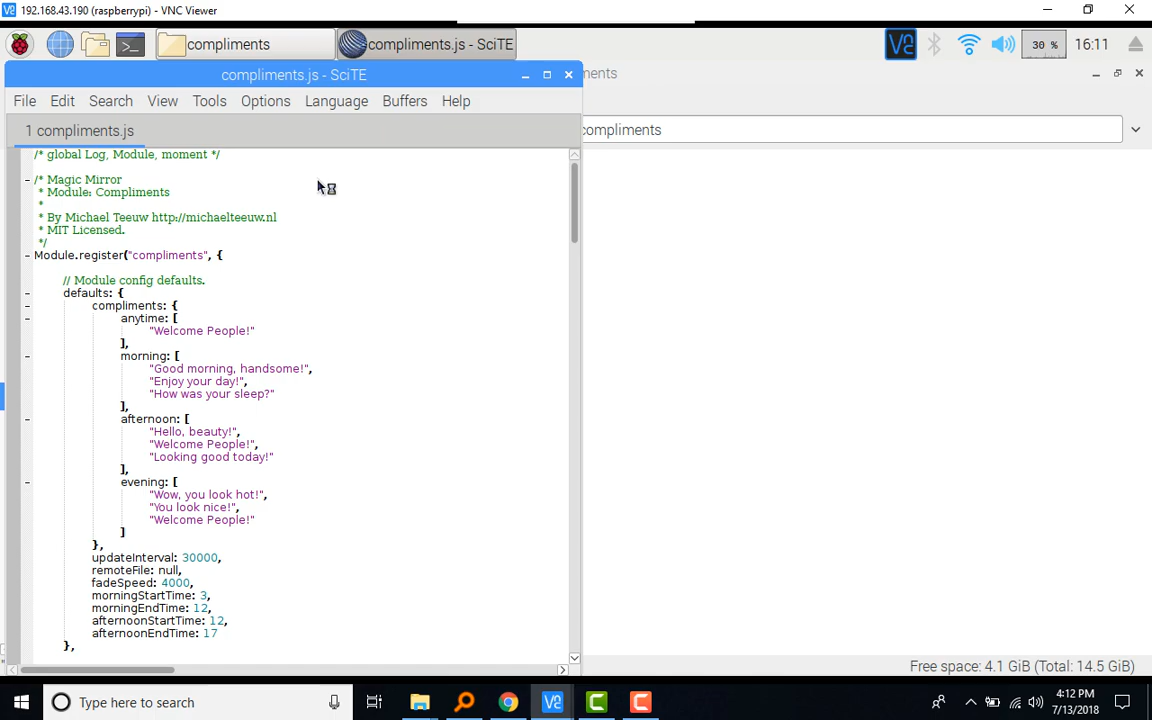 192.168.43.190 (raspberrypi) - VNC Viewer
compliments
compliments.js - SciTE
30 %
16:11
compliments.js - SciTE
ments
File Edit Search View Tools Options Language Buffers Help
compliments
1 compliments.js
/* global Log, Module, moment */
/* Magic Mirror
* Module: Compliments
*
* By Michael Teeuw http://michaelteeuw.nl
* MIT Licensed.
*/
Module.register("compliments", {
// Module config defaults.
defaults: {
compliments: {
anytime: [
"Welcome People!"
],
morning: [
"Good morning, handsome!",
"Enjoy your day!",
"How was your sleep?"
],
afternoon: [
"Hello, beauty!",
"Welcome People!",
"Looking good today!"
],
evening: [
"Wow, you look hot!",
"You look nice!",
"Welcome People!"
]
},
updateInterval: 30000,
remoteFile: null,
fadeSpeed: 4000,
morningStartTime: 3,
morningEndTime: 12,
afternoonStartTime: 12,
afternoonEndTime: 17
},
Free space: 4.1 GiB (Total: 14.5 GiB)
Type here to search
4:12 PM
7/13/2018